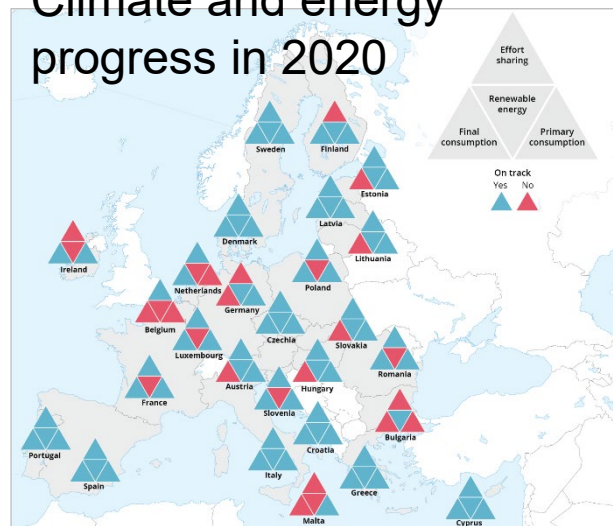 Climate and energy
progress in 2020
Effort
sharing
Renewable
energy
Final
consumption
Primary
consumption
On track
Yes No
Sweden
Finland
Estonia
Latvia
Denmark
Lithuania
Ireland
Netherlands
Poland
Germany
Belgium
Czechia
Luxembourg
Slovakia
Romania
Austria
Hungary
France
Slovenia
Bulgaria
Croatia
Portugal
Italy
Greece
Spain
Malta
Cyprus